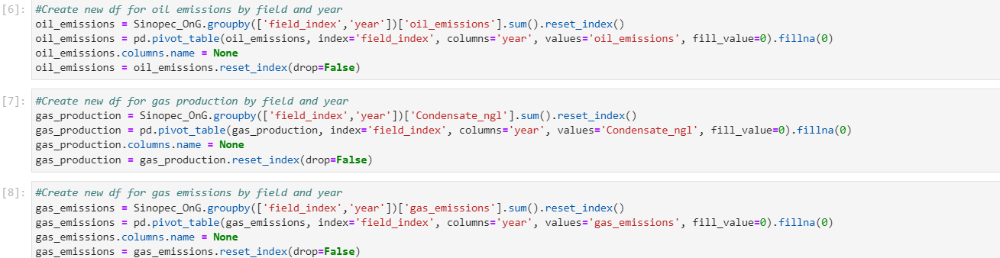 [6]: #Create new df for oil emissions by field and year
oil_emissions = Sinopec_OnG.groupby(['field_index','year'])['oil_emissions'].sum().reset_index()
oil_emissions = pd.pivot_table(oil_emissions, index='field_index', columns='year', values='oil_emissions', fill_value=0).fillna(0)
oil_emissions.columns.name = None
oil_emissions = oil_emissions.reset_index(drop=False)
[7]: #Create new df for gas production by field and year
gas_production = Sinopec_OnG.groupby(['field_index','year'])['Condensate_ngl'].sum().reset_index()
gas_production = pd.pivot_table(gas_production, index='field_index', columns='year', values='Condensate_ngl', fill_value=0).fillna(0)
gas_production.columns.name = None
gas_production = gas_production.reset_index(drop=False)
[8]: #Create new df for gas emissions by field and year
gas_emissions = Sinopec_OnG.groupby(['field_index','year'])['gas_emissions'].sum().reset_index()
gas_emissions = pd.pivot_table(gas_emissions, index='field_index', columns='year', values='gas_emissions', fill_value=0).fillna(0)
gas_emissions.columns.name = None
gas_emissions = gas_emissions.reset_index(drop=False)